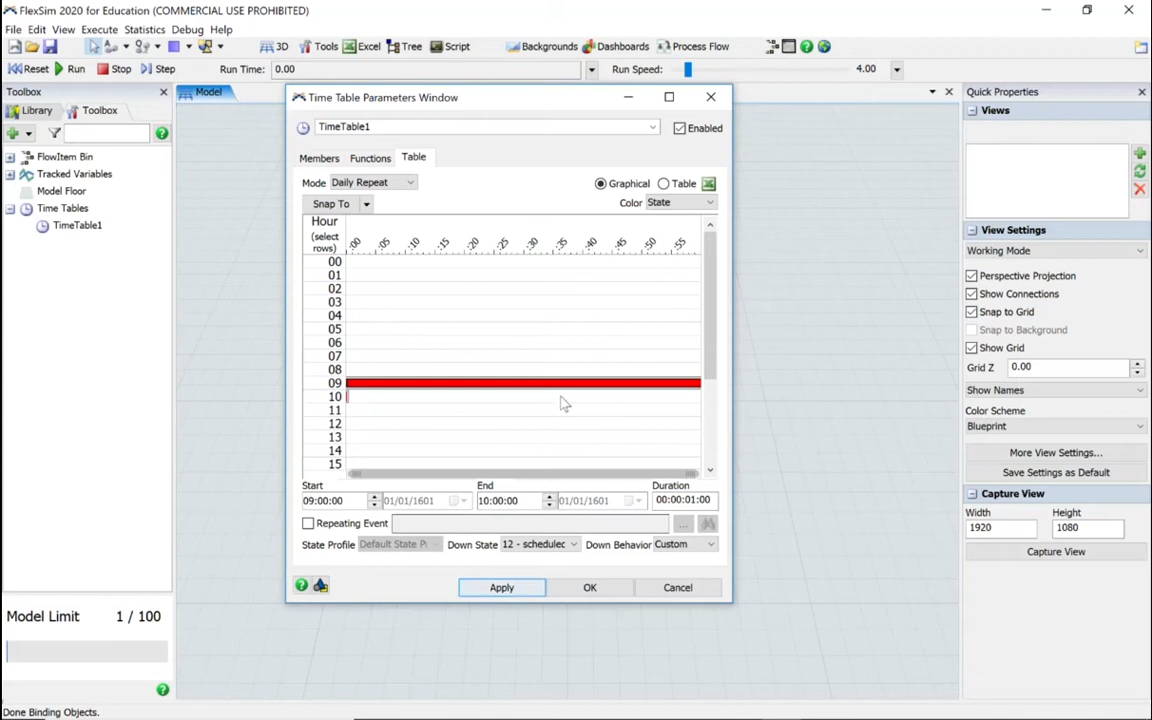 FlexSim 2020 for Education (COMMERCIAL USE PROHIBITED)
File Edit View Execute Statistics Build Debug Help
3D Tools Excel Tree Script Backgrounds Dashboards Process Flow
Reset Run Stop Step Run Time: 0.00 Run Speed: 4.00
Toolbox
Library Toolbox
FlowItem Bin
Tracked Variables
Model Floor
Time Tables
TimeTable1
Model Limit 1 / 100
Model
Time Table Parameters Window
TimeTable1 Enabled
Members Functions Table
Mode Daily Repeat Graphical Table
Snap To Color State
Hour
(select
rows)
:00 :05 :10 :15 :20 :25 :30 :35 :40 :45 :50 :55
00
01
02
03
04
05
06
07
08
09
10
11
12
13
14
15
Start End Duration
09:00:00 01/01/1601 10:00:00 01/01/1601 00:00:01:00
Repeating Event ...
State Profile Default State P Down State 12 - scheduled Down Behavior Custom
Apply OK Cancel
Quick Properties
Views
View Settings
Working Mode
Perspective Projection
Show Connections
Snap to Grid
Snap to Background
Show Grid
Grid Z 0.00
Show Names
Color Scheme
Blueprint
More View Settings...
Save Settings as Default
Capture View
Width Height
1920 1080
Capture View
Done Binding Objects.